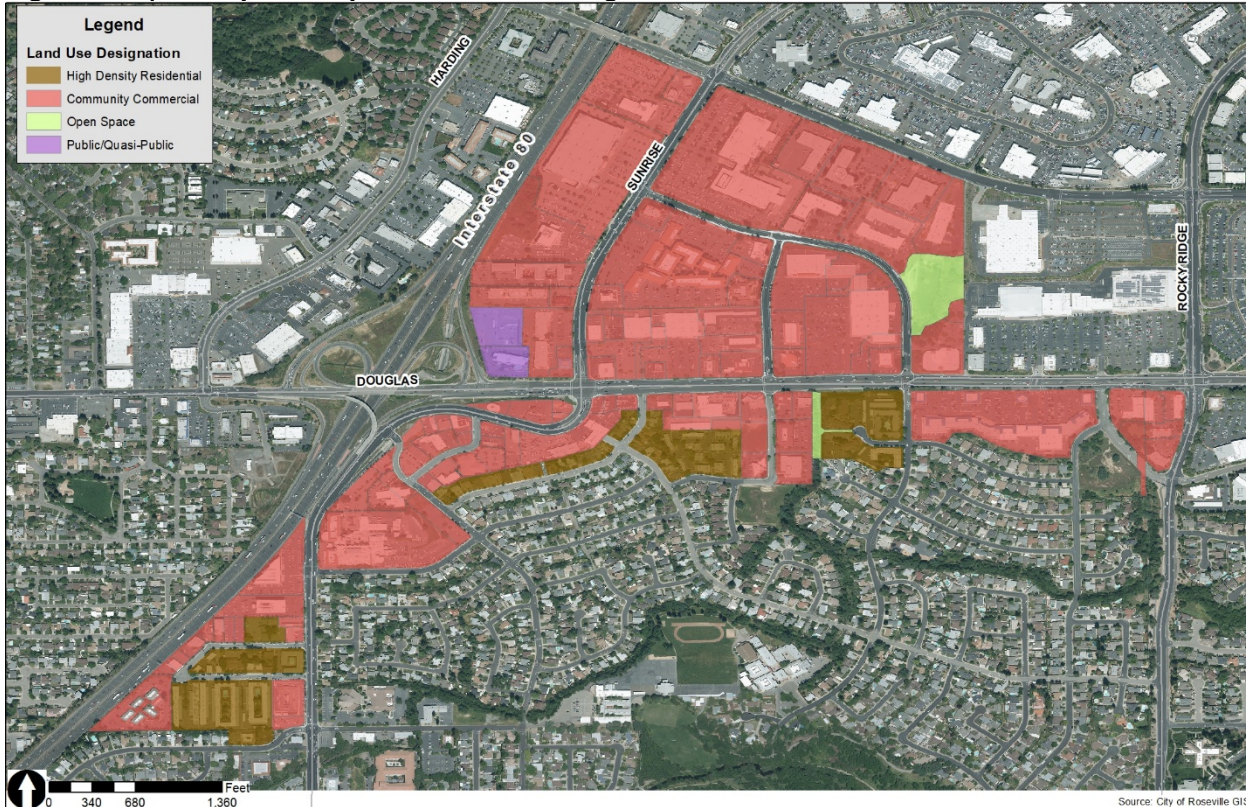 Legend
Land Use Designation
High Density Residential
Community Commercial
Open Space
Public/Quasi-Public
HARDING
Interstate 80
SUNRISE
ROCKY RIDGE
DOUGLAS
Feet
0 340 680 1,360
Source: City of Roseville GIS